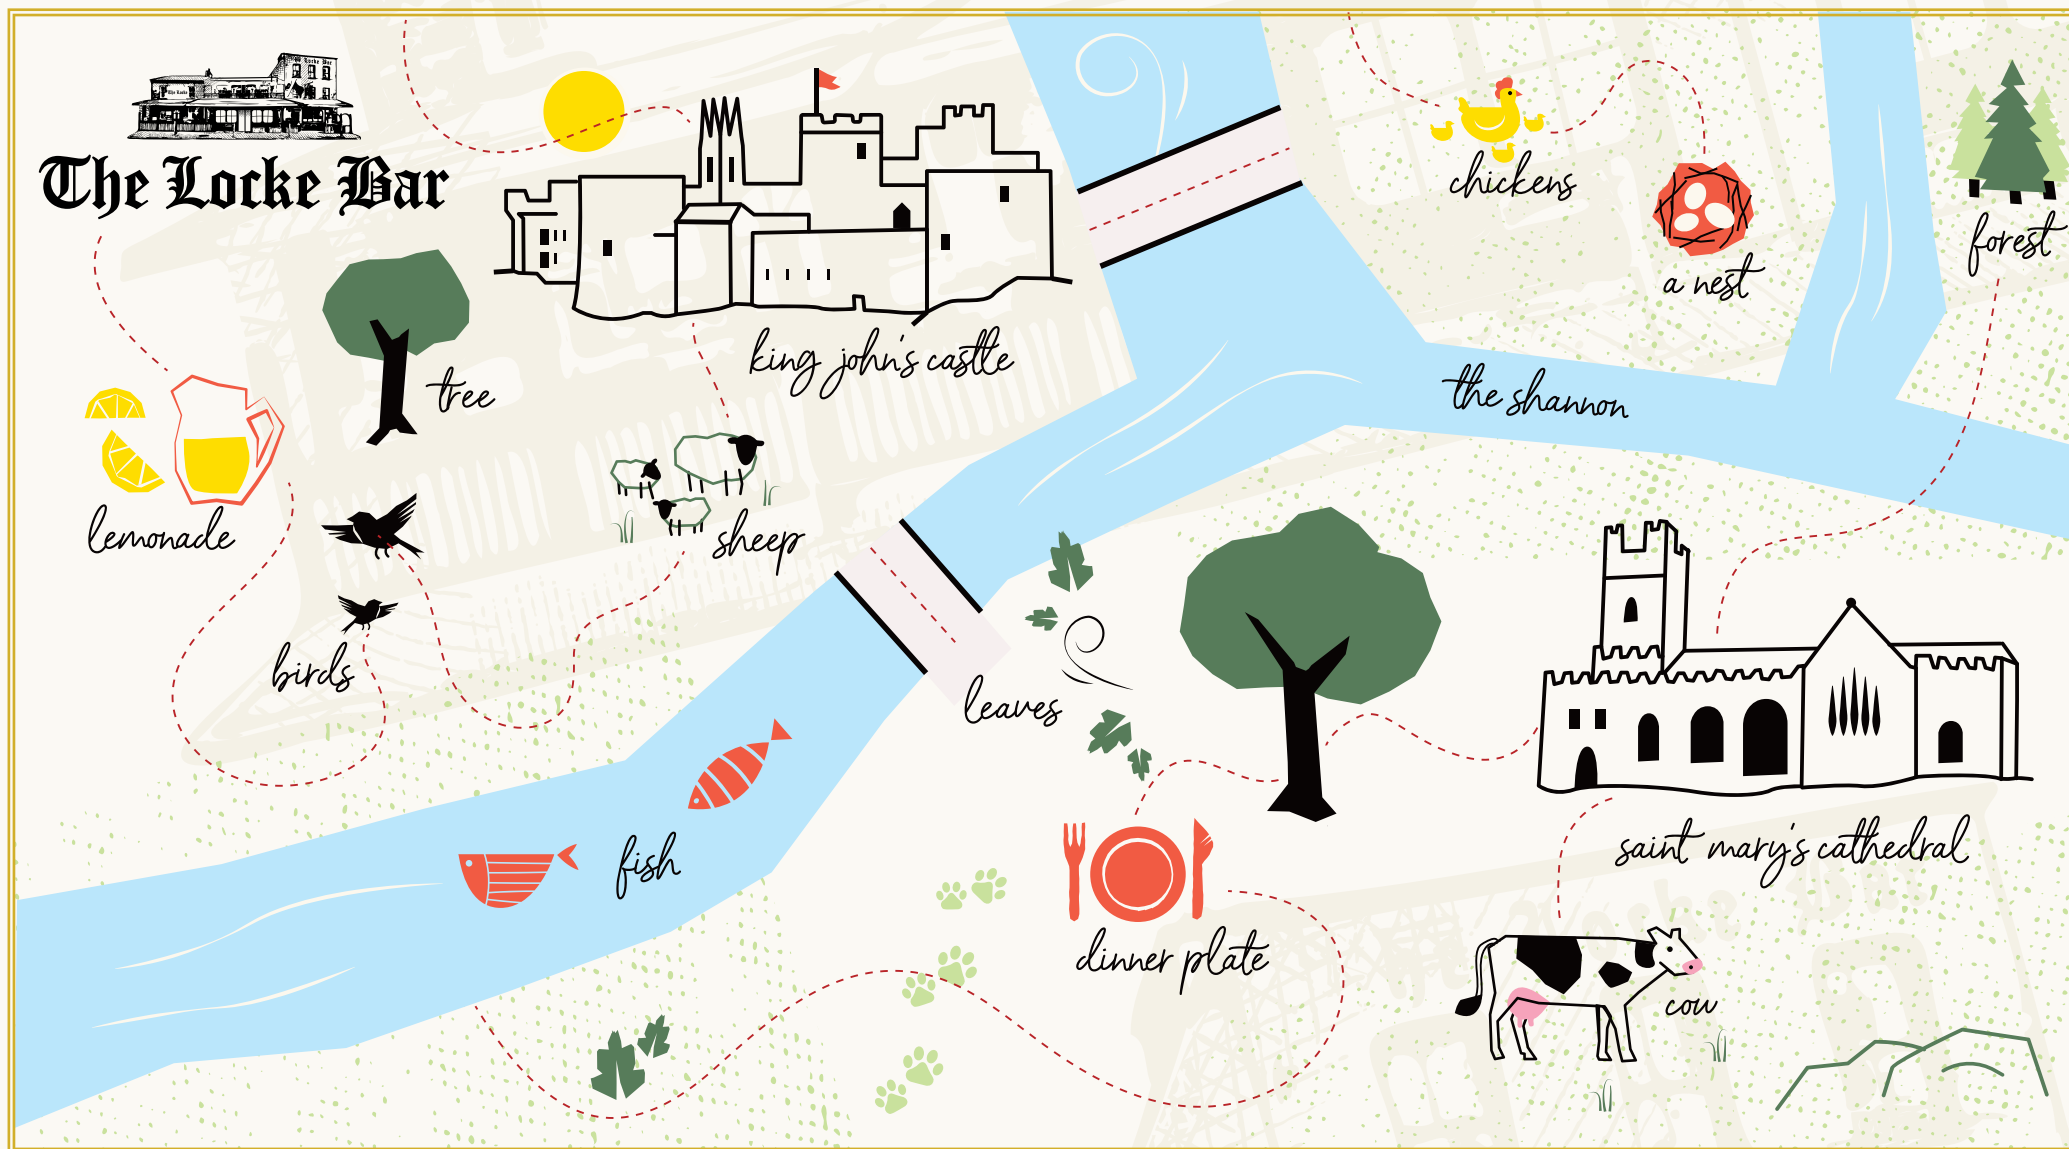 The Locke Bar
king john's castle
tree
lemonade
birds
sheep
chickens
a nest
forest
the shannon
leaves
fish
dinner plate
saint mary's cathedral
cow